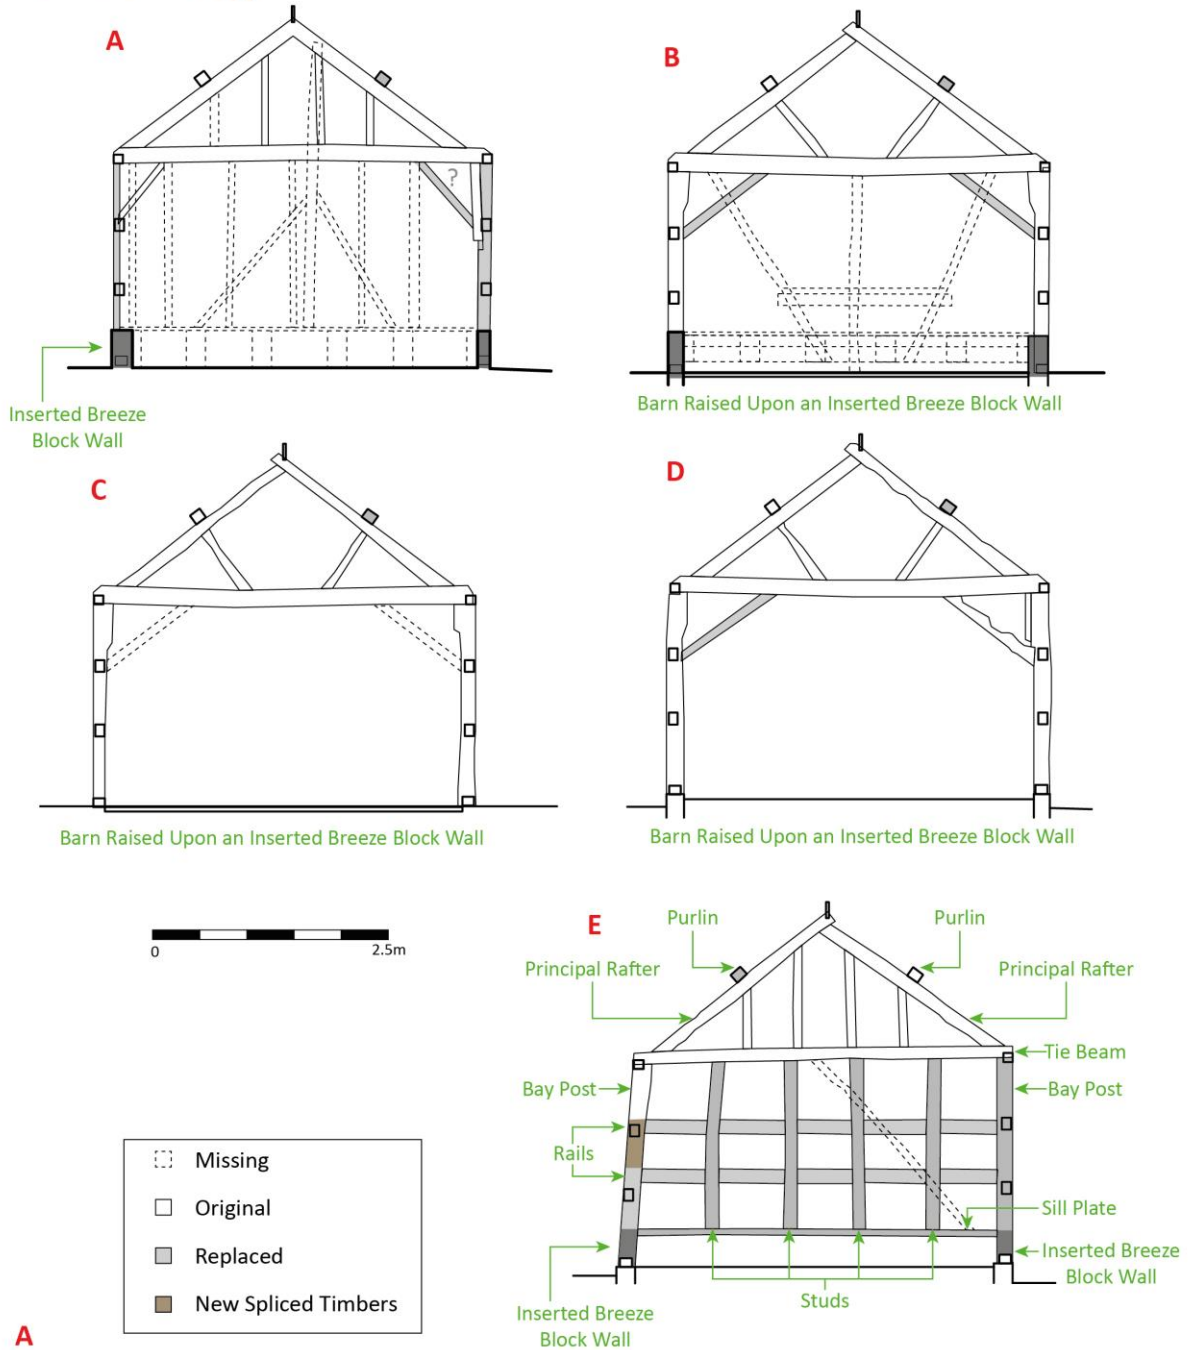 A
B
?
Inserted Breeze
Block Wall
Barn Raised Upon an Inserted Breeze Block Wall
C
D
Barn Raised Upon an Inserted Breeze Block Wall
Barn Raised Upon an Inserted Breeze Block Wall
0
2.5m
E
Purlin
Purlin
Principal Rafter
Principal Rafter
Tie Beam
Bay Post
Bay Post
Rails
Sill Plate
Inserted Breeze
Block Wall
Studs
Inserted Breeze
Block Wall
Missing
Original
Replaced
New Spliced Timbers
A